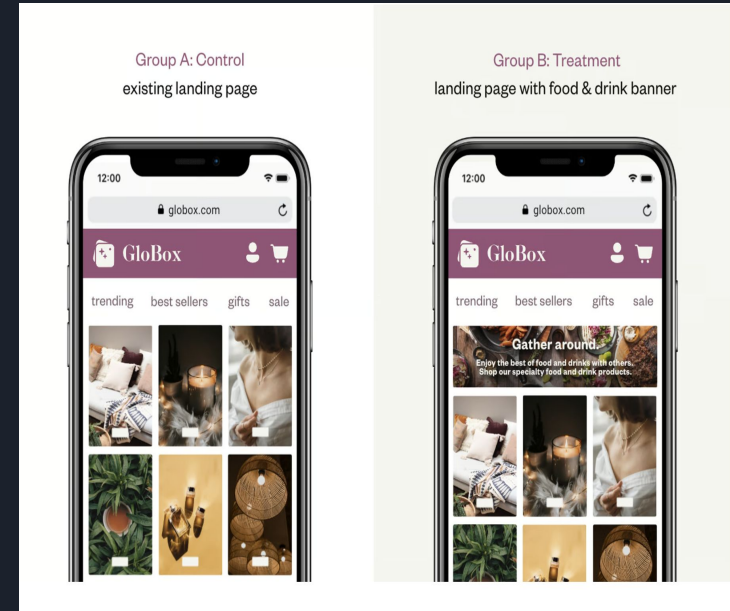 Group A: Control
existing landing page
12:00
globox.com
GloBox
trending best sellers gifts sale
Group B: Treatment
landing page with food & drink banner
12:00
globox.com
GloBox
trending best sellers gifts sale
Gather around.
Enjoy the best of food and drinks with others.
Shop our specialty food and drink products.